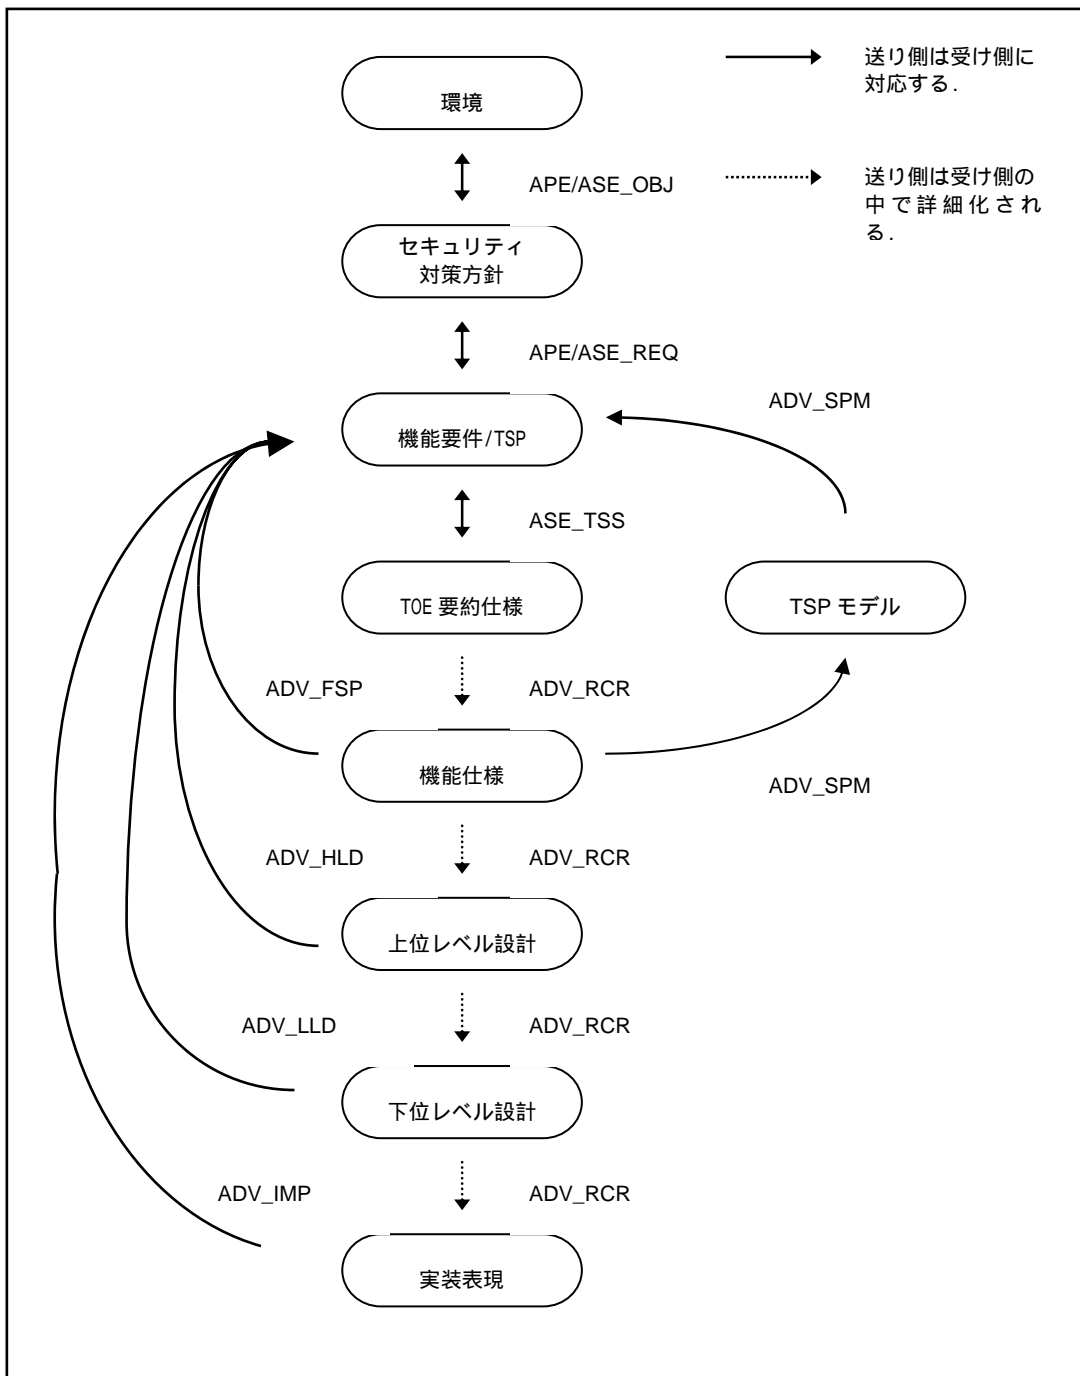 環境
送り側は受け側に
対応する.
APE/ASE_OBJ
送り側は受け側の
中で詳細化され
る.
セキュリティ
対策方針
APE/ASE_REQ
ADV_SPM
機能要件/TSP
ASE_TSS
TOE 要約仕様
TSP モデル
ADV_FSP
ADV_RCR
機能仕様
ADV_SPM
ADV_HLD
ADV_RCR
上位レベル設計
ADV_LLD
ADV_RCR
下位レベル設計
ADV_IMP
ADV_RCR
実装表現